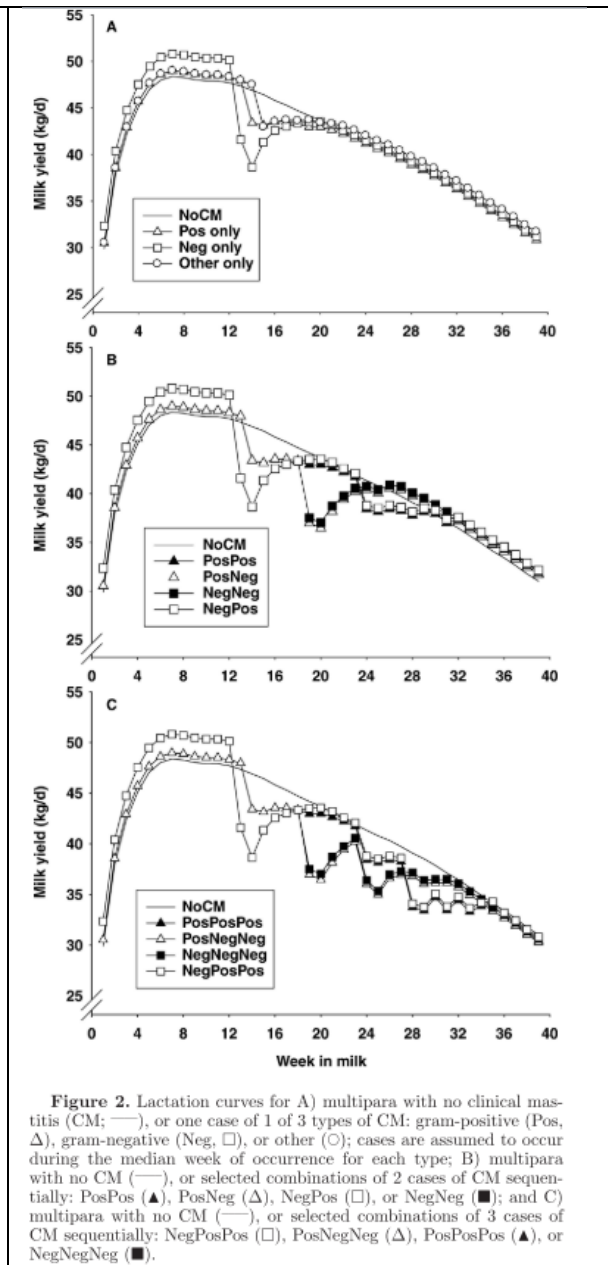 A
Milk yield (kg/d)
55
50
45
40
35
30
25
NoCM
Pos only
Neg only
Other only
0 4 8 12 16 20 24 28 32 36 40
B
Milk yield (kg/d)
55
50
45
40
35
30
25
NoCM
PosPos
PosNeg
NegNeg
NegPos
0 4 8 12 16 20 24 28 32 36 40
C
Milk yield (kg/d)
55
50
45
40
35
30
25
NoCM
PosPosPos
PosNegNeg
NegNegNeg
NegPosPos
0 4 8 12 16 20 24 28 32 36 40
Week in milk
Figure 2. Lactation curves for A) multipara with no clinical mas-
titis (CM; —), or one case of 1 of 3 types of CM: gram-positive (Pos,
Δ), gram-negative (Neg, □), or other (○); cases are assumed to occur
during the median week of occurrence for each type; B) multipara
with no CM (—), or selected combinations of 2 cases of CM sequen-
tially: PosPos (▲), PosNeg (Δ), NegPos (□), or NegNeg (■); and C)
multipara with no CM (—), or selected combinations of 3 cases of
CM sequentially: NegPosPos (□), PosNegNeg (Δ), PosPosPos (▲), or
NegNegNeg (■).